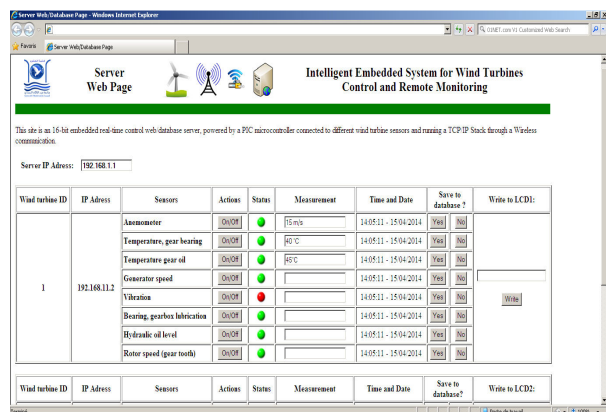 Server Web/Database Page - Windows Internet Explorer
01NET.com V1 Customized Web Search
Favoris Server Web/Database Page
Server
Web Page
Intelligent Embedded System for Wind Turbines
Control and Remote Monitoring
This site is an 16-bit embedded real-time control web/database server, powered by a PIC microcontroller connected to different wind turbine sensors and running a TCP/IP Stack through a Wireless
communication.
Server IP Adress: 192.168.1.1
Wind turbine ID IP Adress Sensors Actions Status Measurement Time and Date Save to database ? Write to LCD1:
1 192.168.11.2
Anemometer On/Off 15 m/s 14:05:11 - 15/04/2014 Yes No
Temperature, gear bearing On/Off 40 °C 14:05:11 - 15/04/2014 Yes No
Temperature gear oil On/Off 45°C 14:05:11 - 15/04/2014 Yes No
Generator speed On/Off 14:05:11 - 15/04/2014 Yes No
Vibration On/Off 14:05:11 - 15/04/2014 Yes No Write
Bearing, gearbox lubrication On/Off 14:05:11 - 15/04/2014 Yes No
Hydraulic oil level On/Off 14:05:11 - 15/04/2014 Yes No
Rotor speed (gear tooth) On/Off 14:05:11 - 15/04/2014 Yes No
Wind turbine ID IP Adress Sensors Actions Status Measurement Time and Date Save to database? Write to LCD2: